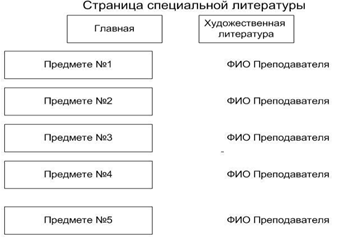 Страница специальной литературы
Главная
Художественная
литература
Предмете №1 ФИО Преподавателя
Предмете №2 ФИО Преподавателя
Предмете №3 ФИО Преподавателя
Предмете №4 ФИО Преподавателя
Предмете №5 ФИО Преподавателя